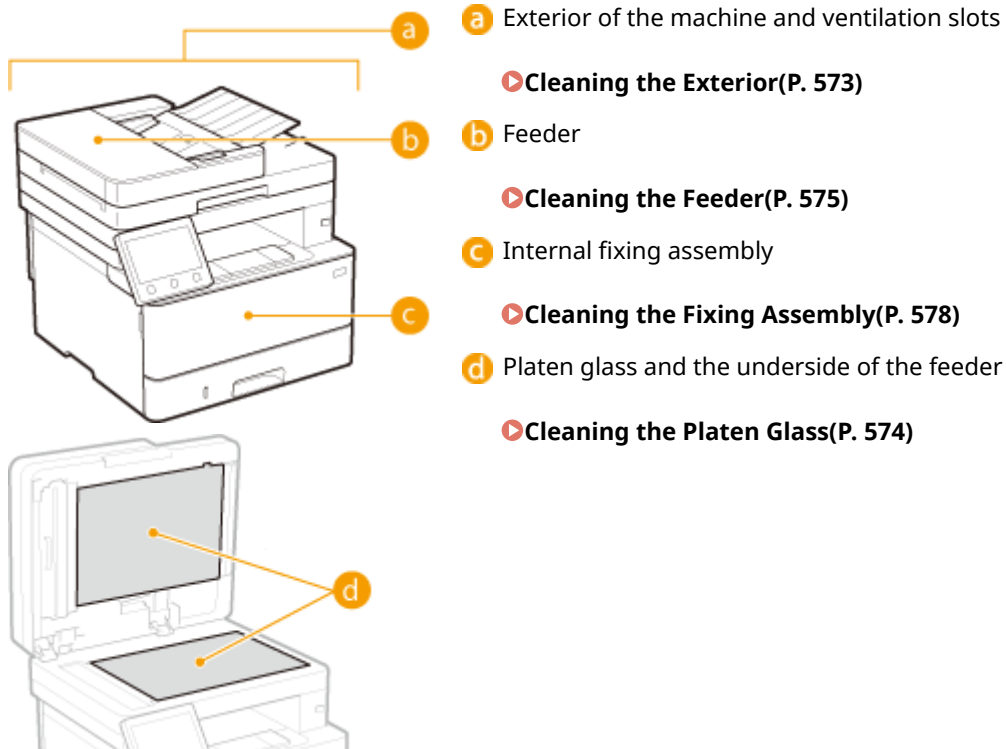 a
b
c
d
a Exterior of the machine and ventilation slots
Cleaning the Exterior(P. 573)
b Feeder
Cleaning the Feeder(P. 575)
c Internal fixing assembly
Cleaning the Fixing Assembly(P. 578)
d Platen glass and the underside of the feeder
Cleaning the Platen Glass(P. 574)